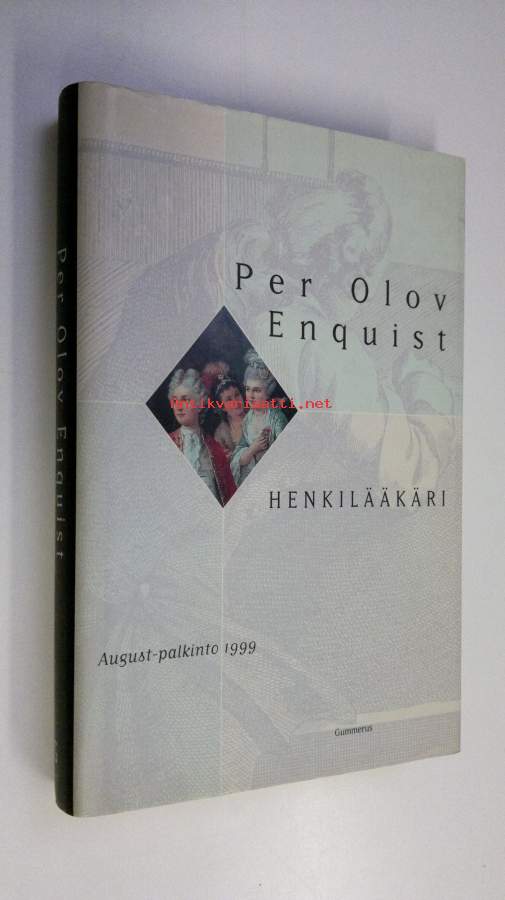 Per Olov
Enquist
Antikvariaatti.net
HENKILÄÄKÄRI
August-palkinto 1999
Gummerus
Per Olov Enquist